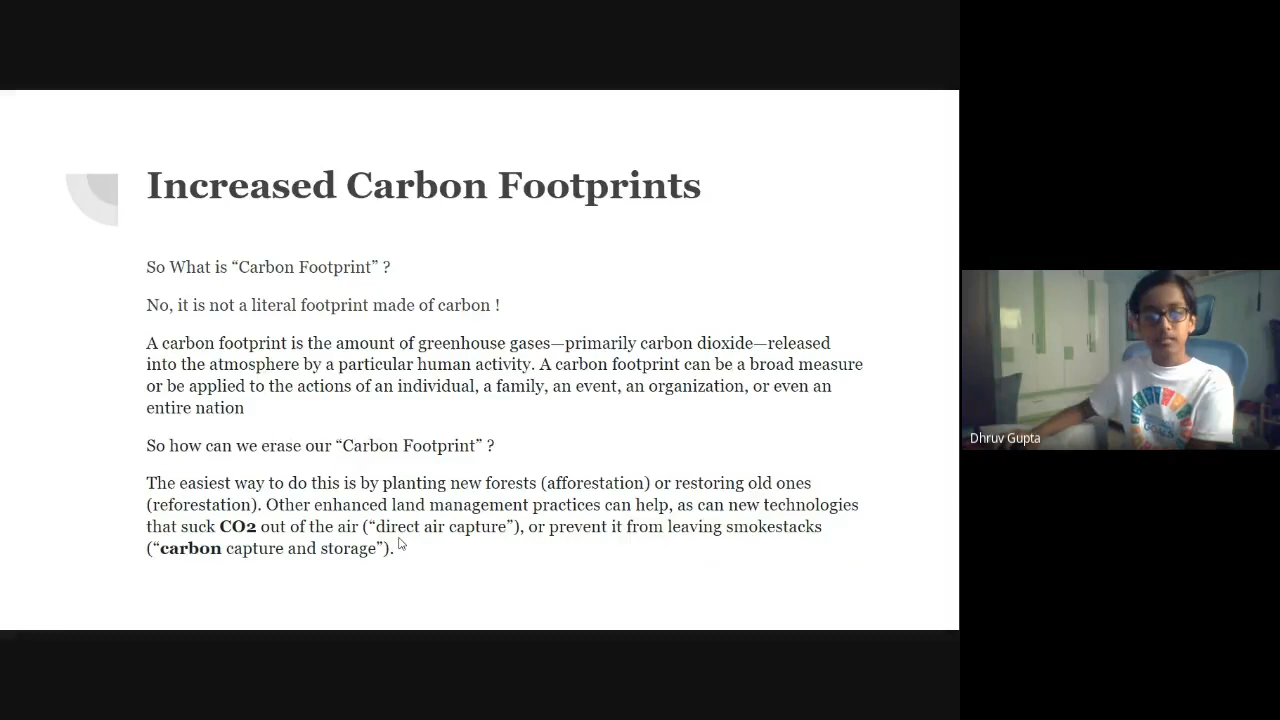 Increased Carbon Footprints
So What is “Carbon Footprint” ?
No, it is not a literal footprint made of carbon !
A carbon footprint is the amount of greenhouse gases—primarily carbon dioxide—released
into the atmosphere by a particular human activity. A carbon footprint can be a broad measure
or be applied to the actions of an individual, a family, an event, an organization, or even an
entire nation
So how can we erase our “Carbon Footprint” ?
The easiest way to do this is by planting new forests (afforestation) or restoring old ones
(reforestation). Other enhanced land management practices can help, as can new technologies
that suck CO2 out of the air (“direct air capture”), or prevent it from leaving smokestacks
(“carbon capture and storage”).
Dhruv Gupta